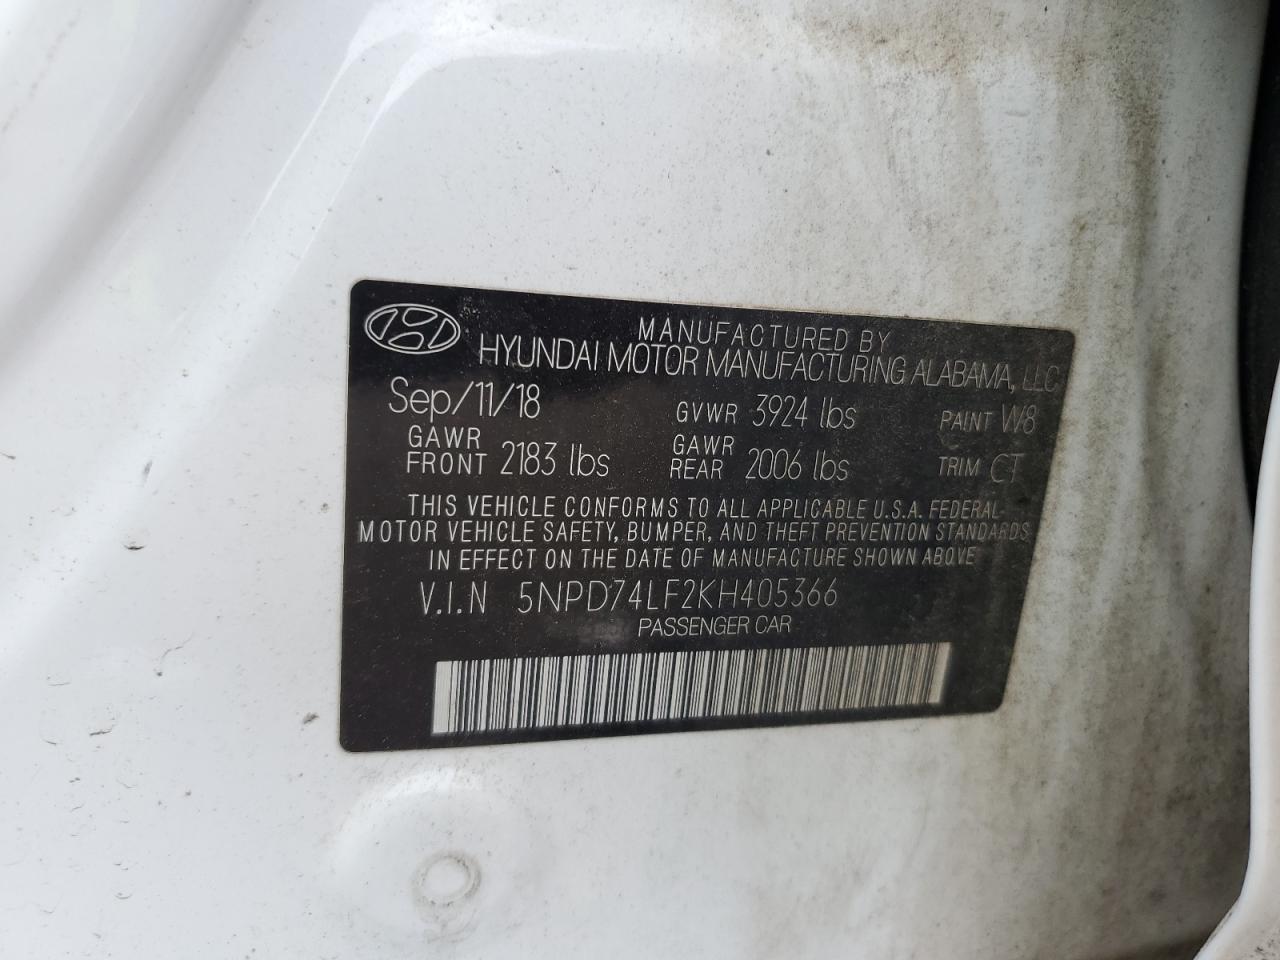 MANUFACTURED BY
HYUNDAI MOTOR MANUFACTURING ALABAMA, LLC
Sep/11/18 GVWR 3924 lbs PAINT W8
GAWR FRONT 2183 lbs GAWR REAR 2006 lbs TRIM CT
THIS VEHICLE CONFORMS TO ALL APPLICABLE U.S.A. FEDERAL
MOTOR VEHICLE SAFETY, BUMPER, AND THEFT PREVENTION STANDARDS
IN EFFECT ON THE DATE OF MANUFACTURE SHOWN ABOVE
V.I.N 5NPD74LF2KH405366
PASSENGER CAR